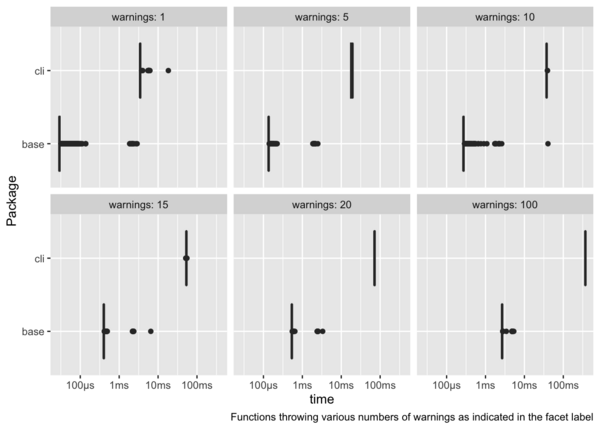 warnings: 1
warnings: 5
warnings: 10
cli
base
warnings: 15
warnings: 20
warnings: 100
cli
base
Package
100µs 1ms 10ms 100ms
100µs 1ms 10ms 100ms
100µs 1ms 10ms 100ms
time
Functions throwing various numbers of warnings as indicated in the facet label